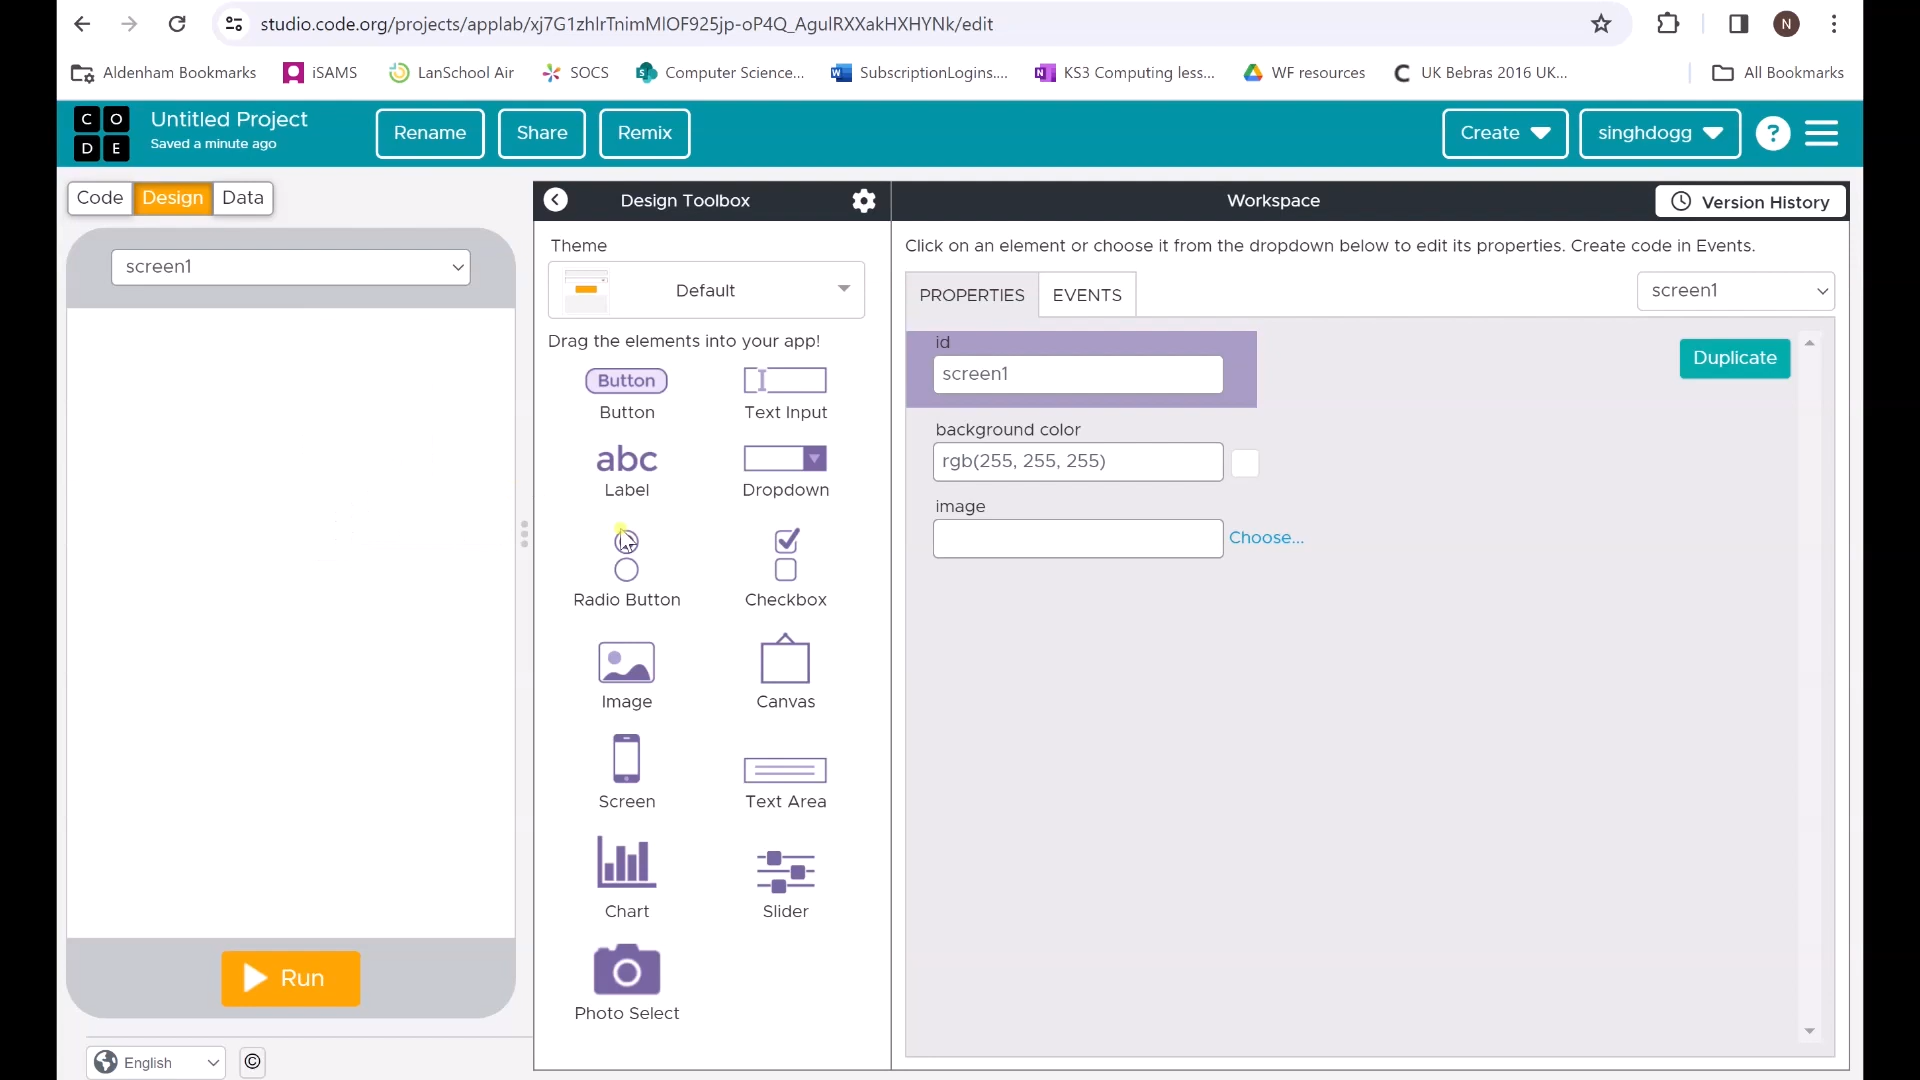 studio.code.org/projects/applab/xj7G1zhlrTnimMlOF925jp-oP4Q_AgulRXXakHXHYNk/edit
N
Aldenham Bookmarks
iSAMS
LanSchool Air
SOCS
Computer Science...
SubscriptionLogins....
KS3 Computing less...
WF resources
UK Bebras 2016 UK...
All Bookmarks
C O
D E
Untitled Project
Saved a minute ago
Rename
Share
Remix
Create
singhdogg
?
Code
Design
Data
Design Toolbox
Workspace
Version History
screen1
Theme
Default
Drag the elements into your app!
Button
Button
Text Input
abc
Label
Dropdown
Radio Button
Checkbox
Image
Canvas
Screen
Text Area
Chart
Slider
Photo Select
Click on an element or choose it from the dropdown below to edit its properties. Create code in Events.
PROPERTIES
EVENTS
screen1
id
screen1
Duplicate
background color
rgb(255, 255, 255)
image
Choose...
Run
English
©